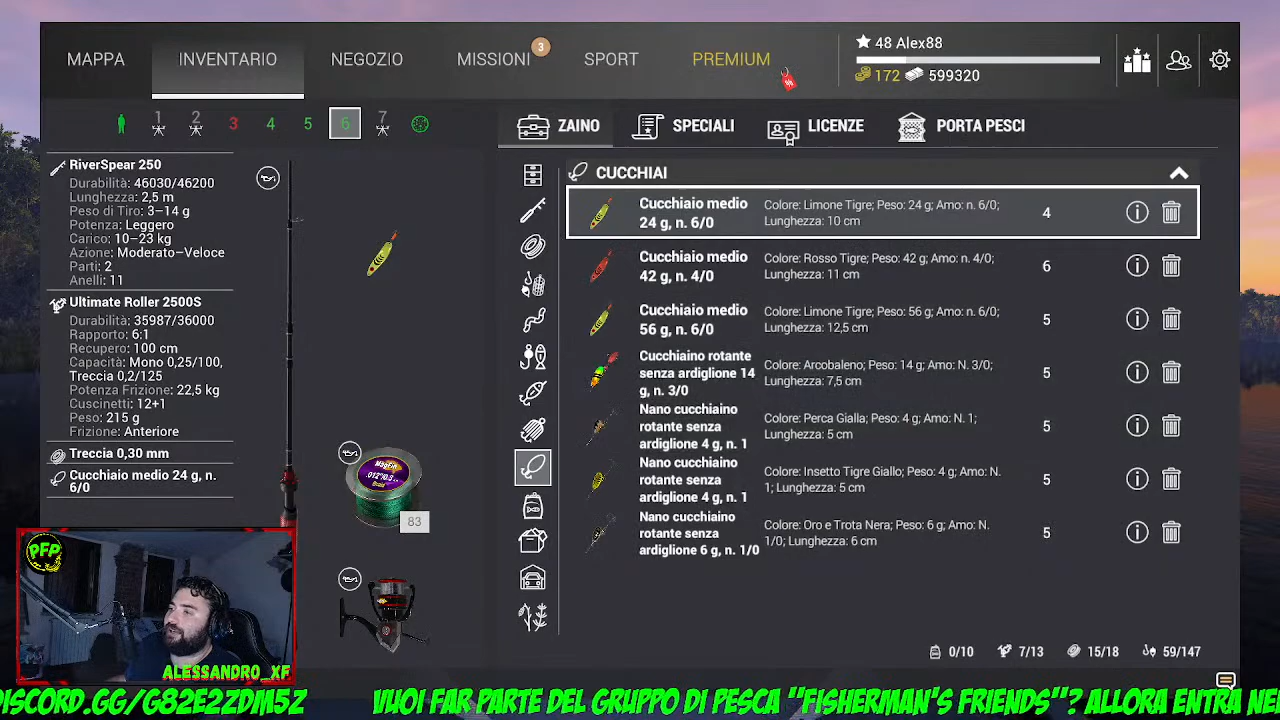 MAPPA
INVENTARIO
NEGOZIO
MISSIONI
3
SPORT
PREMIUM
48 Alex88
172 599320
1 2 3 4 5 6 7
ZAINO
SPECIALI
LICENZE
PORTA PESCI
RiverSpear 250
Durabilità: 46030/46200
Lunghezza: 2,5 m
Peso di Tiro: 3–14 g
Potenza: Leggero
Carico: 10–23 kg
Azione: Moderato–Veloce
Parti: 2
Anelli: 11
Ultimate Roller 2500S
Durabilità: 35987/36000
Rapporto: 6:1
Recupero: 100 cm
Capacità: Mono 0,25/100,
Treccia 0,2/125
Potenza Frizione: 22,5 kg
Cuscinetti: 12+1
Peso: 215 g
Frizione: Anteriore
Treccia 0,30 mm
Cucchiaio medio 24 g, n.
6/0
83
CUCCHIAI
Cucchiaio medio
24 g, n. 6/0
Colore: Limone Tigre; Peso: 24 g; Amo: n. 6/0;
Lunghezza: 10 cm
4
Cucchiaio medio
42 g, n. 4/0
Colore: Rosso Tigre; Peso: 42 g; Amo: n. 4/0;
Lunghezza: 11 cm
6
Cucchiaio medio
56 g, n. 6/0
Colore: Limone Tigre; Peso: 56 g; Amo: n. 6/0;
Lunghezza: 12,5 cm
5
Cucchiaino rotante
senza ardiglione 14
g, n. 3/0
Colore: Arcobaleno; Peso: 14 g; Amo: N. 3/0;
Lunghezza: 7,5 cm
5
Nano cucchiaino
rotante senza
ardiglione 4 g, n. 1
Colore: Perca Gialla; Peso: 4 g; Amo: N. 1;
Lunghezza: 5 cm
5
Nano cucchiaino
rotante senza
ardiglione 4 g, n. 1
Colore: Insetto Tigre Giallo; Peso: 4 g; Amo: N.
1; Lunghezza: 5 cm
5
Nano cucchiaino
rotante senza
ardiglione 6 g, n. 1/0
Colore: Oro e Trota Nera; Peso: 6 g; Amo: N.
1/0; Lunghezza: 6 cm
5
0/10
7/13
15/18
59/147
PFP
ALESSANDRO_XF
DISCORD.GG/G82E2ZDM5Z
VUOI FAR PARTE DEL GRUPPO DI PESCA "FISHERMAN'S FRIENDS"? ALLORA ENTRA